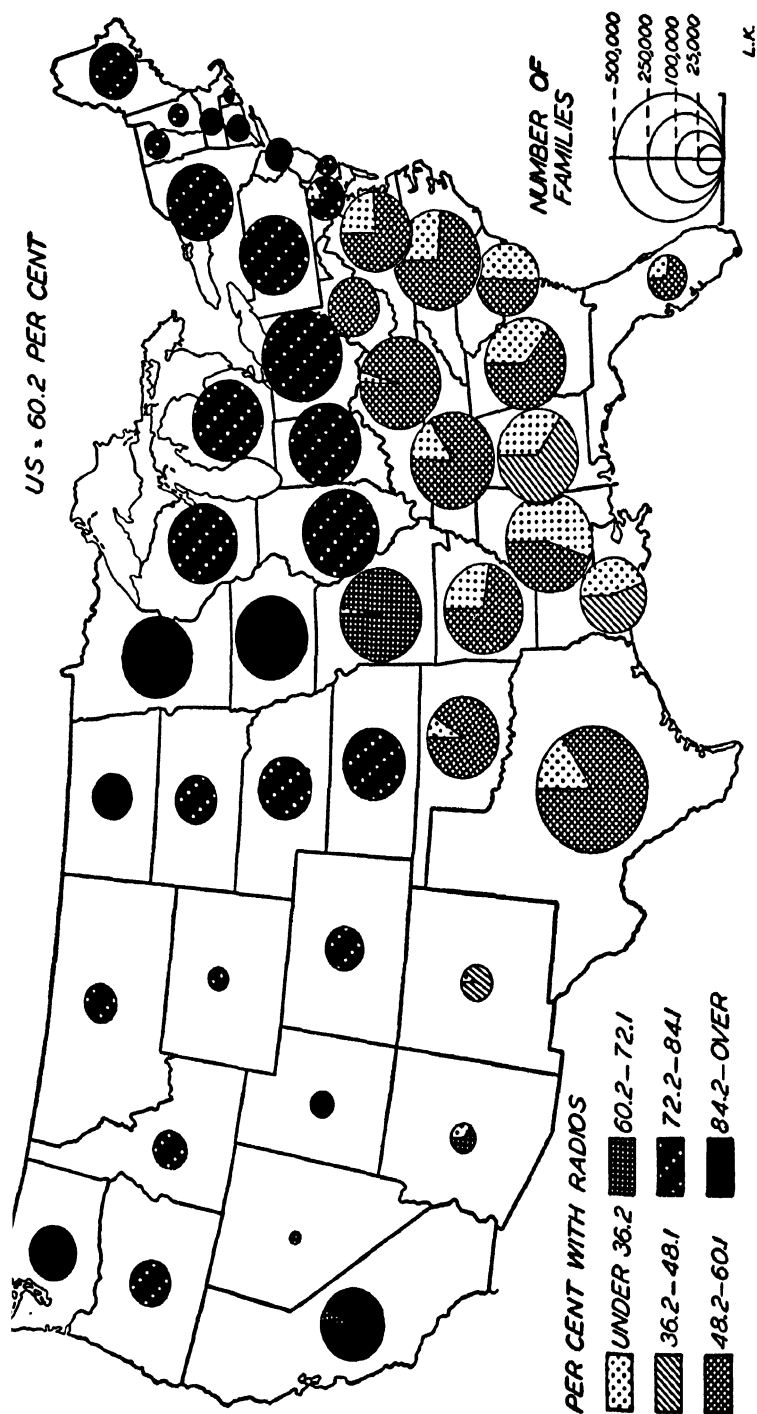 US = 60.2 PER CENT
NUMBER OF
FAMILIES
500,000
250,000
100,000
25,000
L.K.
PER CENT WITH RADIOS
UNDER 36.2
36.2–48.1
48.2–60.1
60.2–72.1
72.2–84.1
84.2–OVER